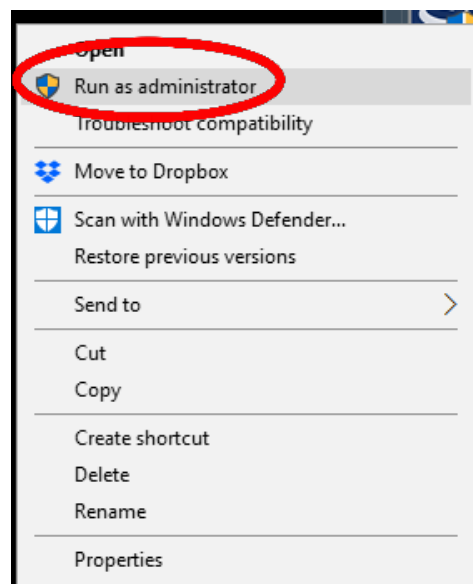 Open
Run as administrator
Troubleshoot compatibility
Move to Dropbox
Scan with Windows Defender...
Restore previous versions
Send to
Cut
Copy
Create shortcut
Delete
Rename
Properties